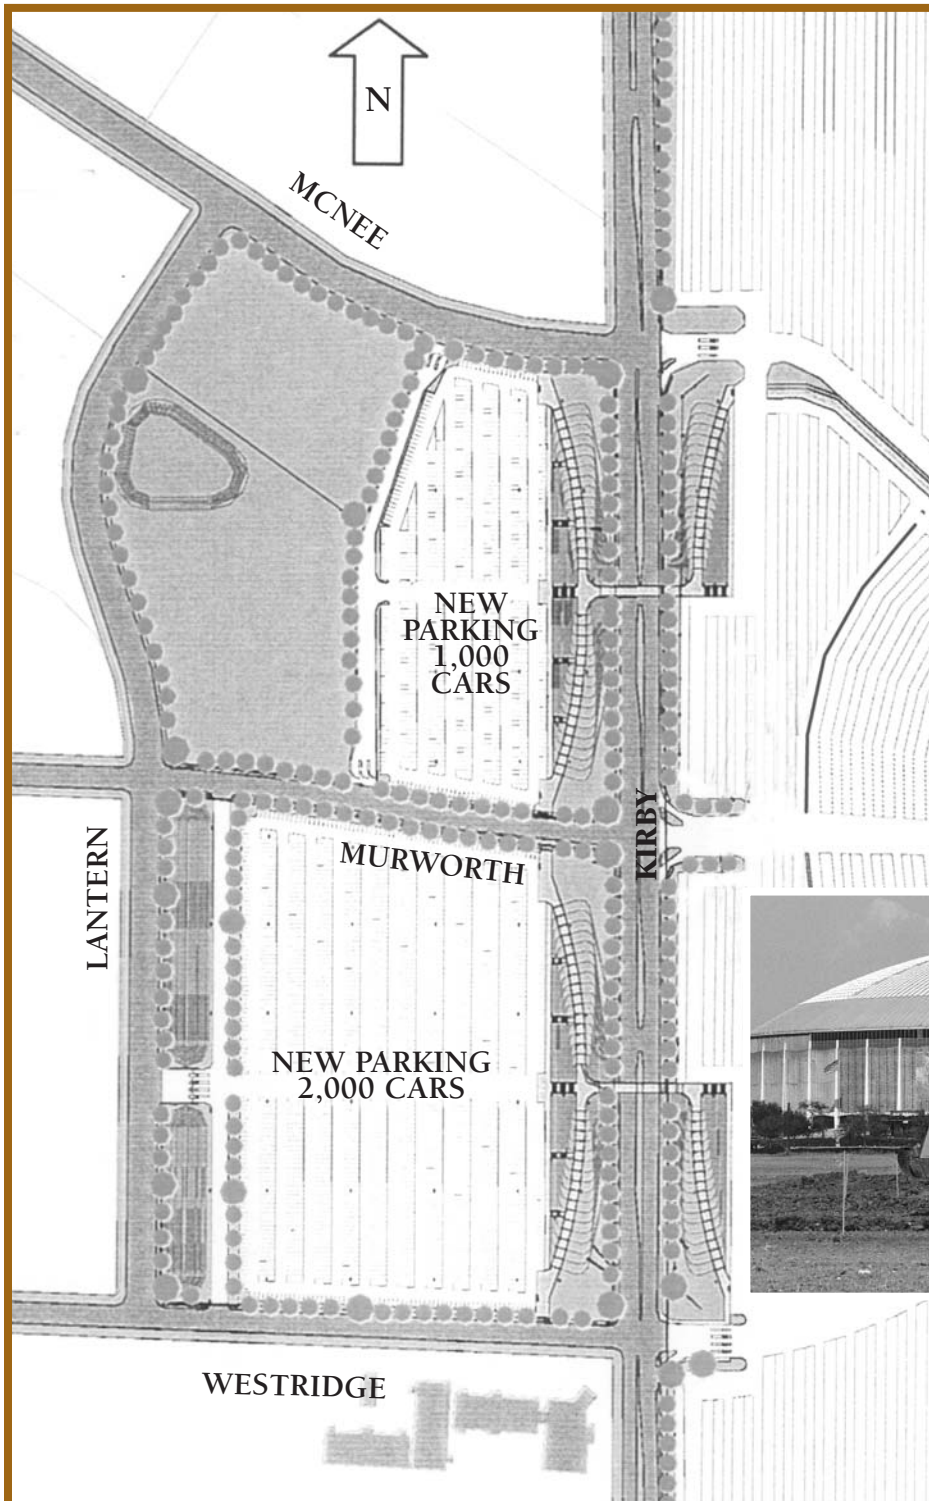 N
MCNEE
NEW
PARKING
1,000
CARS
KIRBY
MURWORTH
LANTERN
NEW PARKING
2,000 CARS
WESTRIDGE